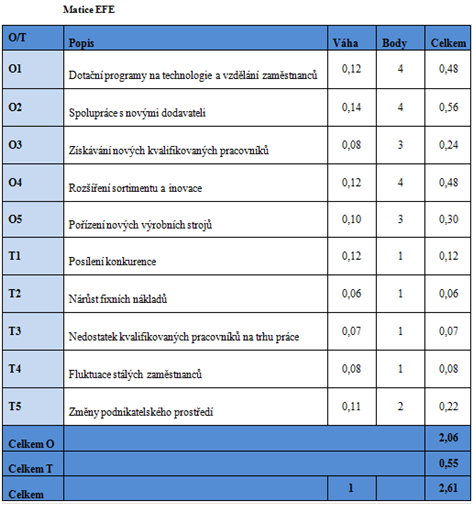 Matice EFE
O/T Popis Váha Body Celkem
O1 Dotační programy na technologie a vzdělání zaměstnanců 0,12 4 0,48
O2 Spolupráce s novými dodavateli 0,14 4 0,56
O3 Získávání nových kvalifikovaných pracovníků 0,08 3 0,24
O4 Rozšíření sortimentu a inovace 0,12 4 0,48
O5 Pořízení nových výrobních strojů 0,10 3 0,30
T1 Posílení konkurence 0,12 1 0,12
T2 Nárůst fixních nákladů 0,06 1 0,06
T3 Nedostatek kvalifikovaných pracovníků na trhu práce 0,07 1 0,07
T4 Fluktuace stálých zaměstnanců 0,08 1 0,08
T5 Změny podnikatelského prostředí 0,11 2 0,22
Celkem O 2,06
Celkem T 0,55
Celkem 1 2,61